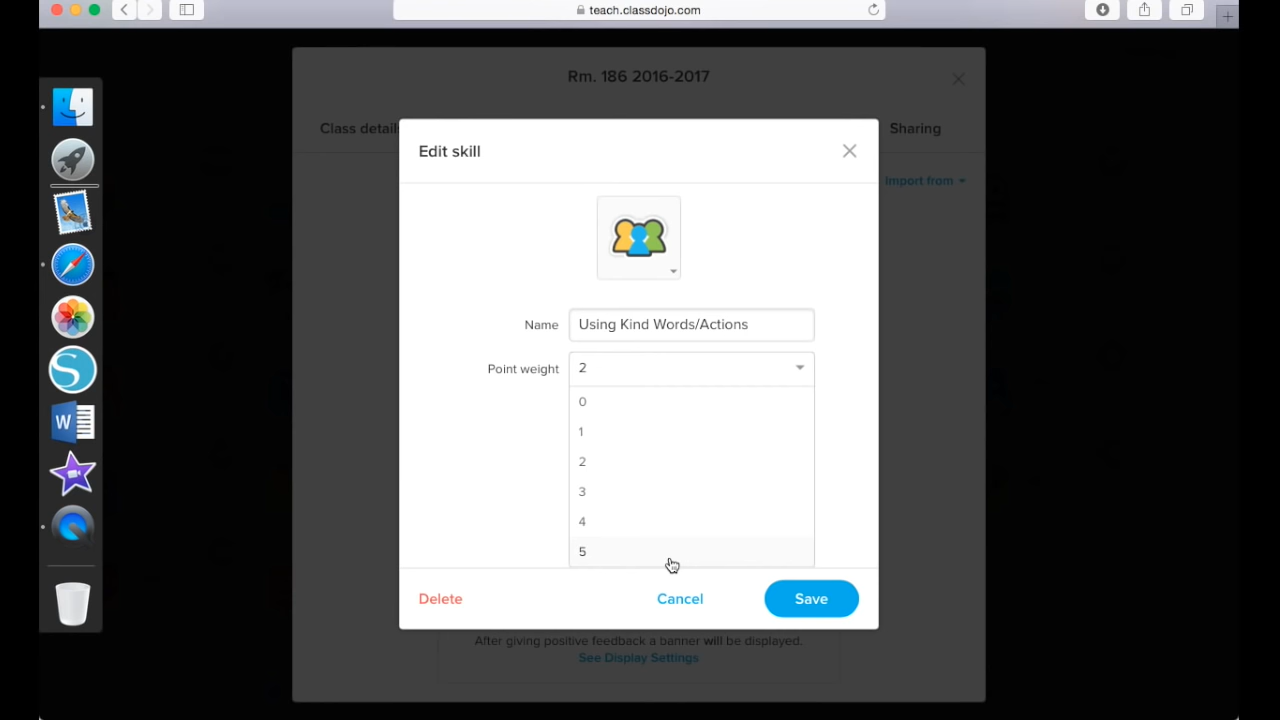 teach.classdojo.com
Rm. 186 2016-2017
Class details
Sharing
Edit skill
Import from
Name
Using Kind Words/Actions
Point weight
2
0
1
2
3
4
5
Delete
Cancel
Save
After giving positive feedback a banner will be displayed.
See Display Settings
S
W